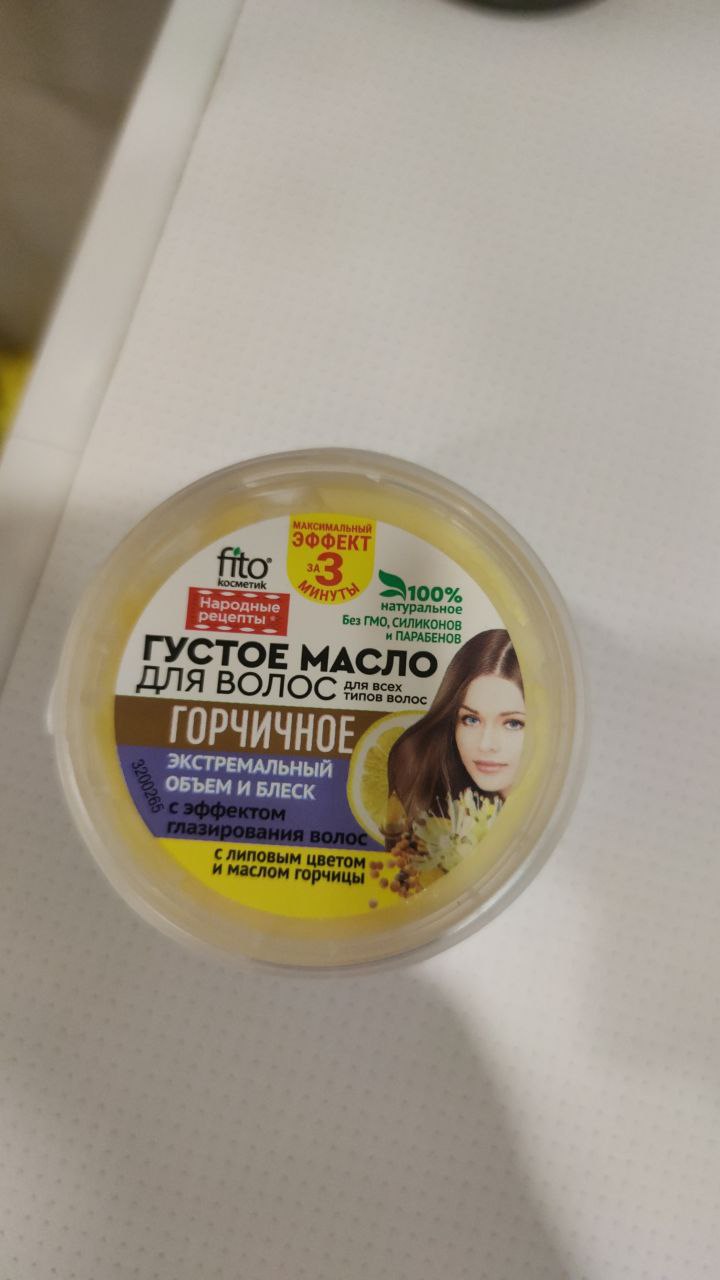 МАКСИМАЛЬНЫЙ
ЭФФЕКТ
ЗА 3
МИНУТЫ
fito®
косметик
Народные
рецепты*
100%
натуральное
Без ГМО, СИЛИКОНОВ
и ПАРАБЕНОВ
ГУСТОЕ МАСЛО
ДЛЯ ВОЛОС для всех
типов волос
ГОРЧИЧНОЕ
ЭКСТРЕМАЛЬНЫЙ
ОБЪЕМ И БЛЕСК
с эффектом
глазирования волос
3200265
с липовым цветом
и маслом горчицы